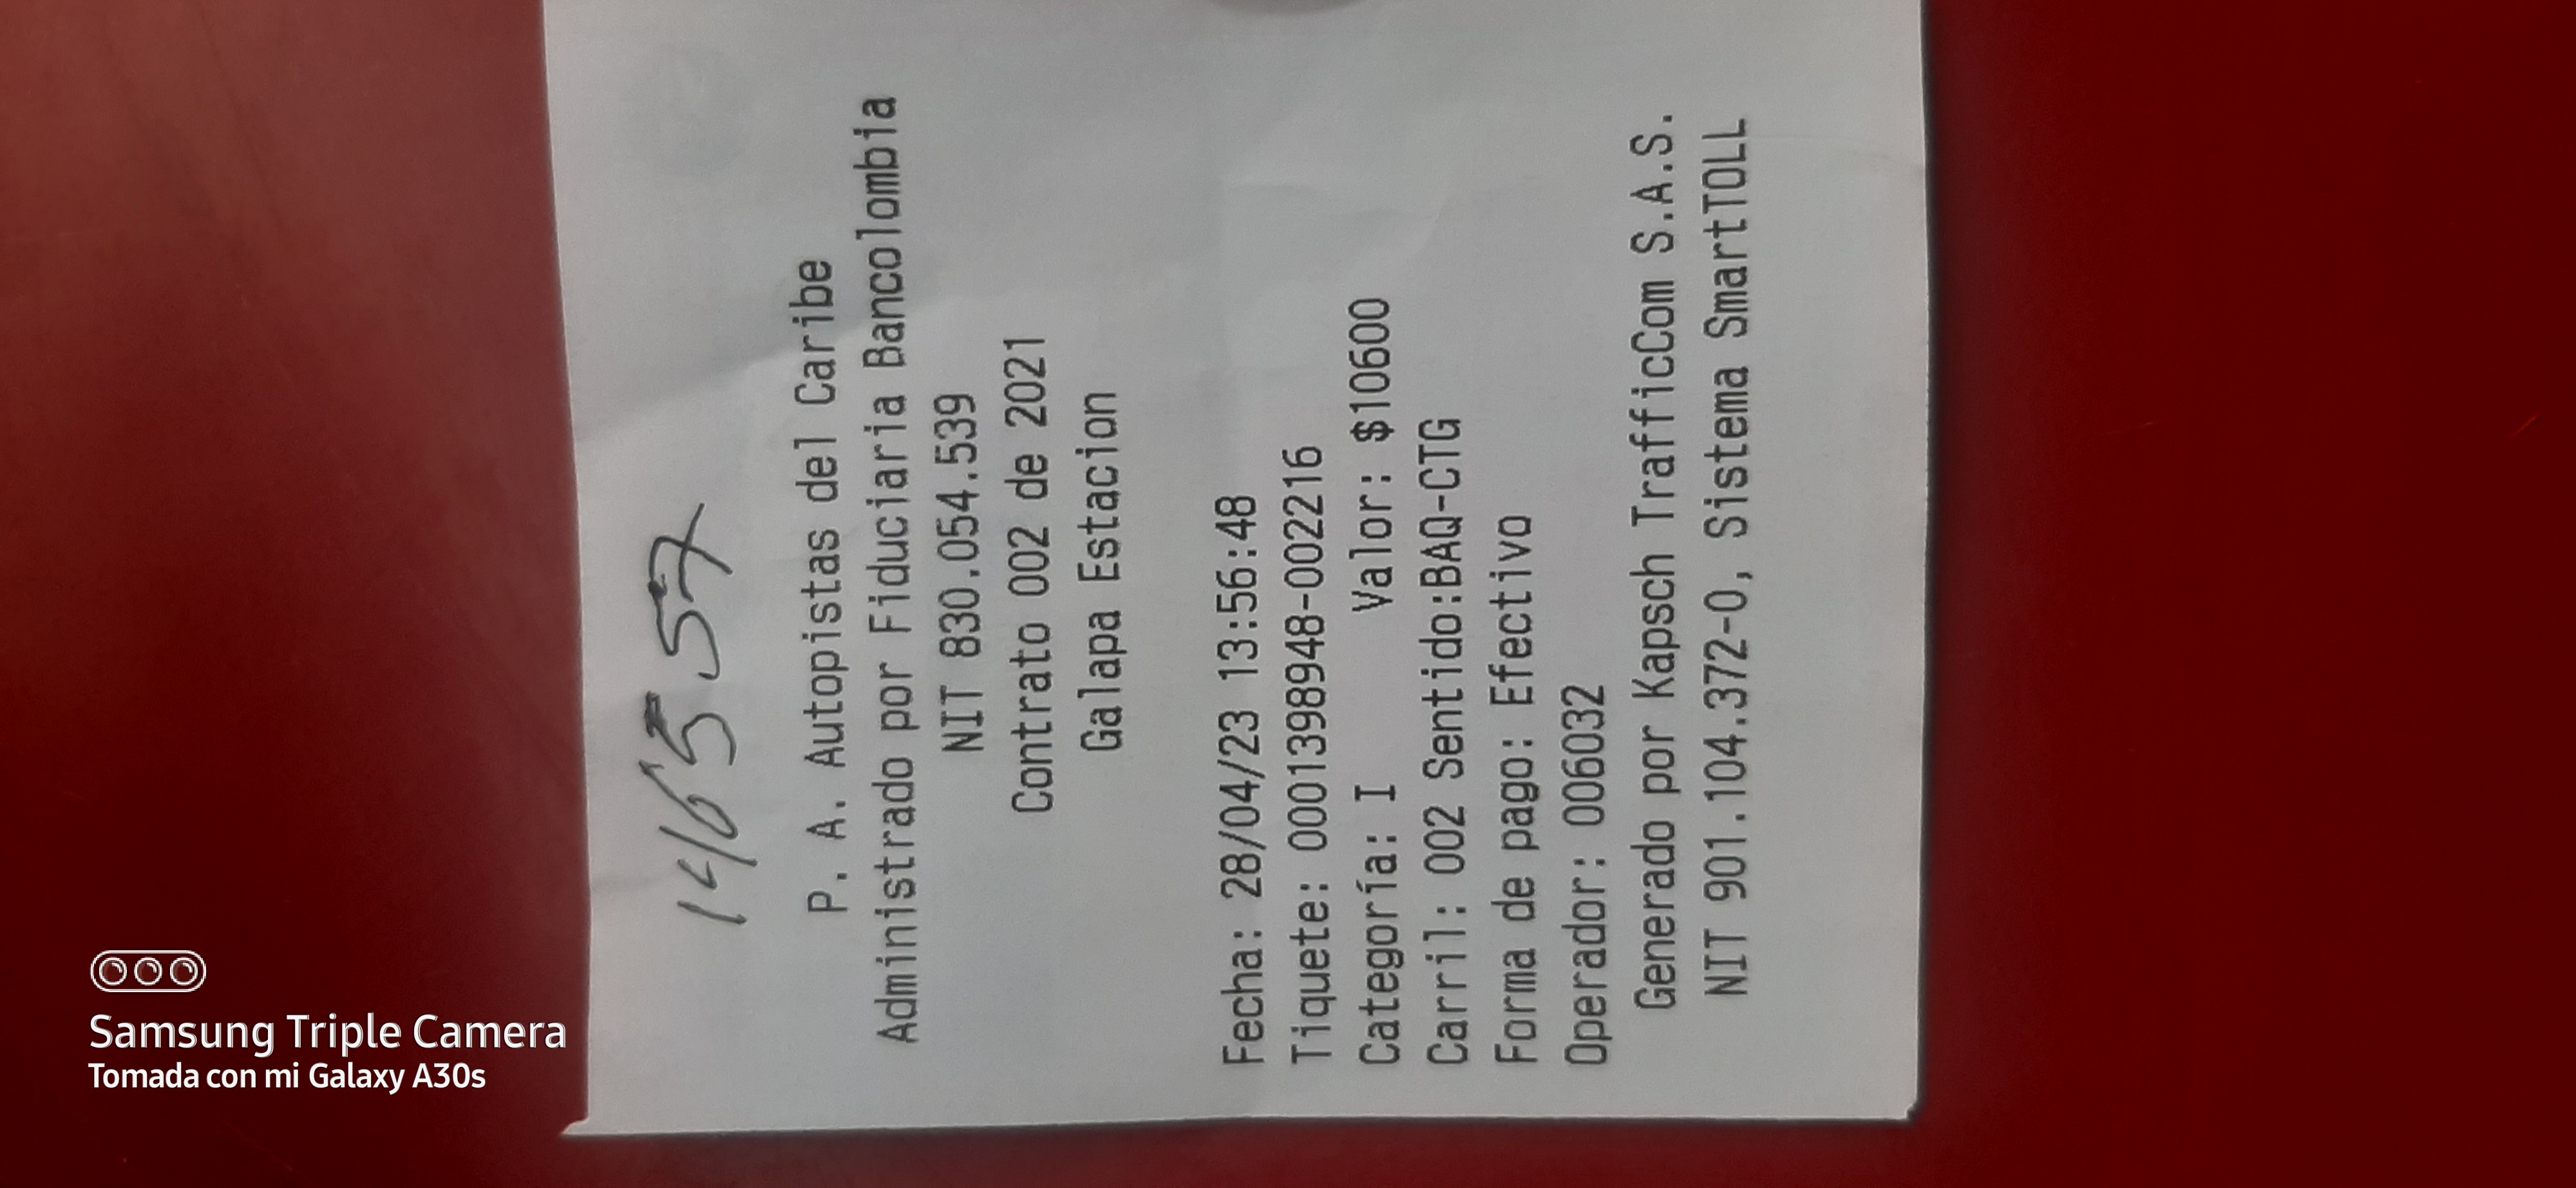 146557
P. A. Autopistas del Caribe
Administrado por Fiduciaria Bancolombia
NIT 830.054.539
Contrato 002 de 2021
Galapa Estacion
Fecha: 28/04/23 13:56:48
Tiquete: 0001398948-002216
Categoría: I Valor: $10600
Carril: 002 Sentido:BAQ-CTG
Forma de pago: Efectivo
Operador: 006032
Generado por Kapsch TrafficCom S.A.S.
NIT 901.104.372-0, Sistema SmartTOLL
Samsung Triple Camera
Tomada con mi Galaxy A30s